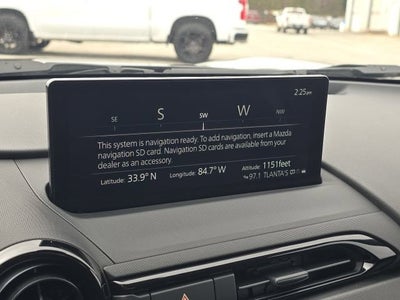 2:25pm
SE S SW W NW
This system is navigation ready. To add navigation, insert a Mazda
navigation SD card. Navigation SD cards are available from your
dealer as an accessory.
Latitude: 33.9° N Longitude: 84.7° W Altitude: 1151feet
97.1 TLANTA'S